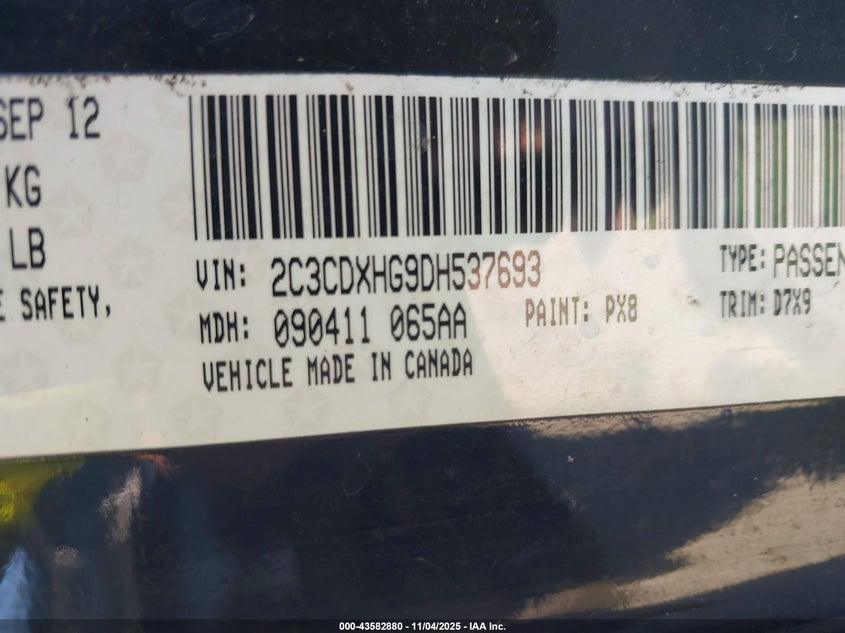 SEP 12
KG
LB
E SAFETY,
VIN: 2C3CDXHG9DH537693
TYPE: PASSEN
MDH: 090411 065AA
PAINT: PX8
TRIM: D7X9
VEHICLE MADE IN CANADA
000-43582880 - 11/04/2025 - IAA Inc.